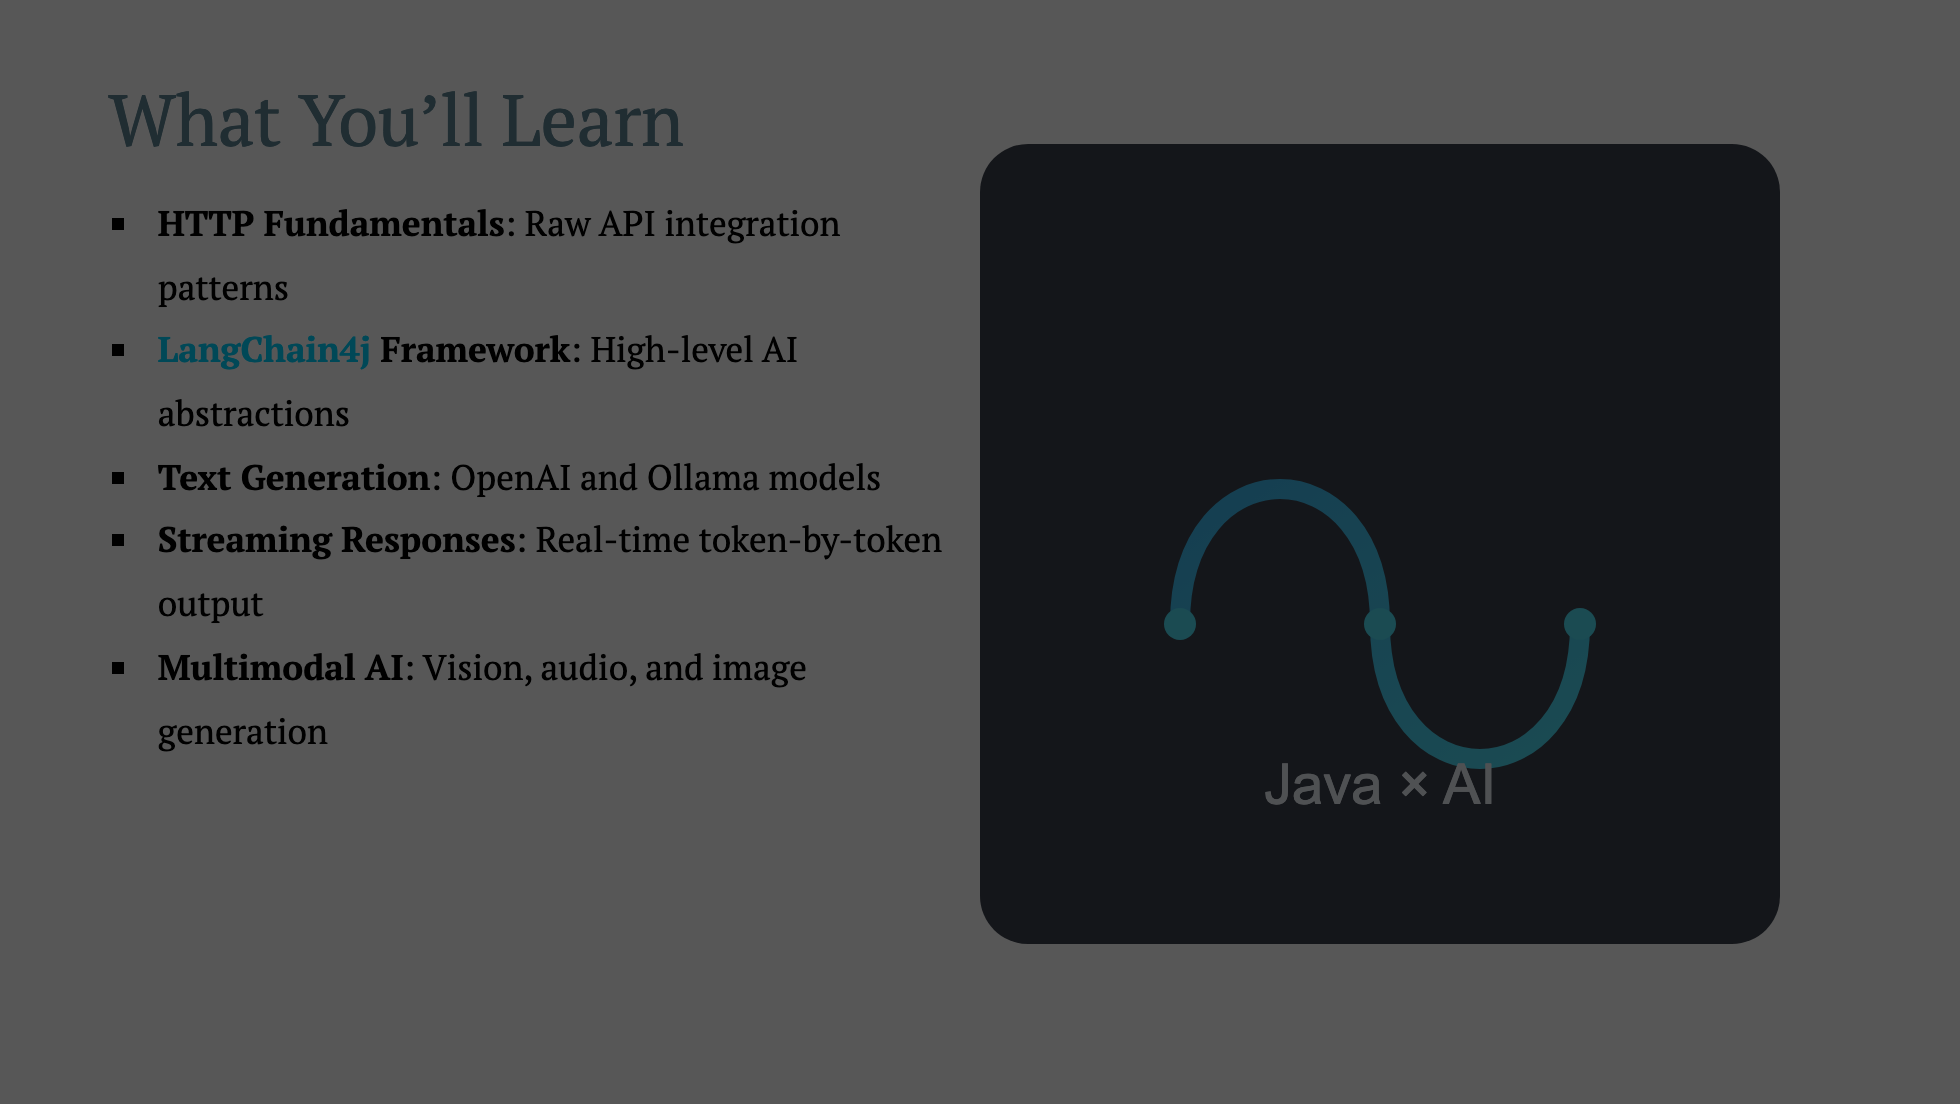 What You’ll Learn
▪ HTTP Fundamentals: Raw API integration
patterns
▪ LangChain4j Framework: High-level AI
abstractions
▪ Text Generation: OpenAI and Ollama models
▪ Streaming Responses: Real-time token-by-token
output
▪ Multimodal AI: Vision, audio, and image
generation
Java × AI